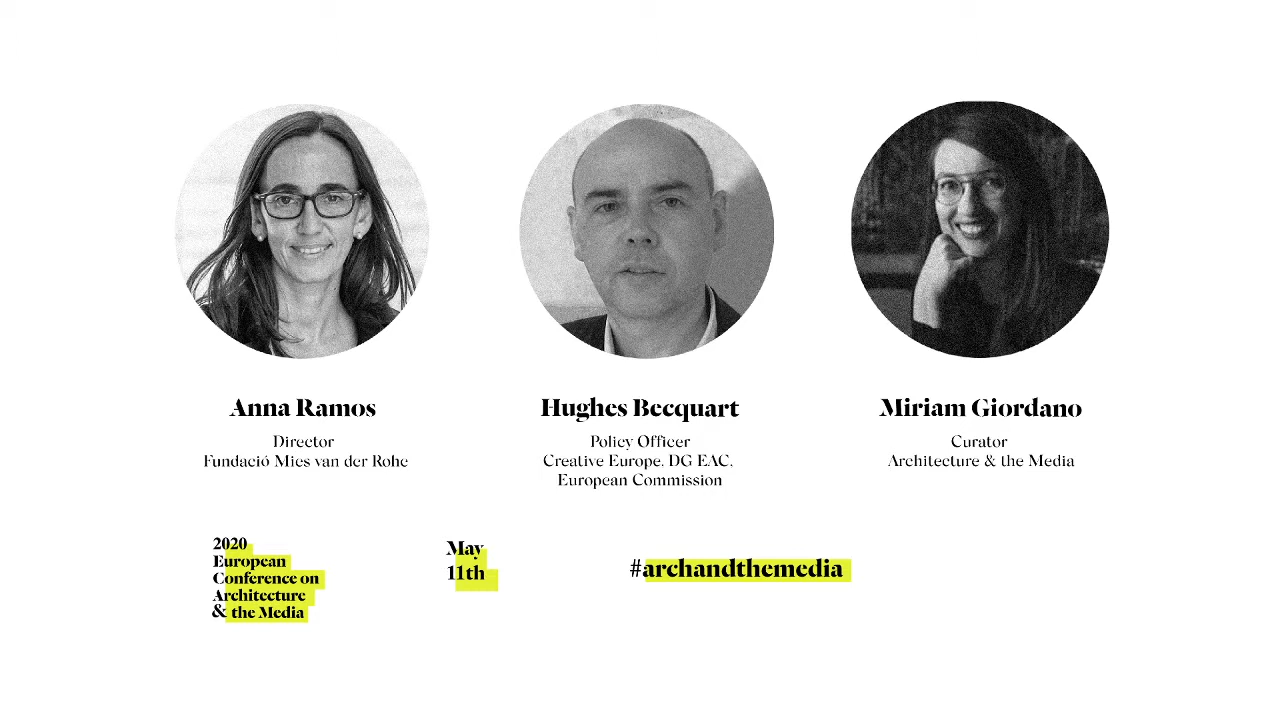 Anna Ramos
Director
Fundació Mies van der Rohe
Hughes Becquart
Policy Officer
Creative Europe, DG EAC,
European Commission
Miriam Giordano
Curator
Architecture & the Media
2020
European
Conference on
Architecture
& the Media
May
11th
#archandthemedia